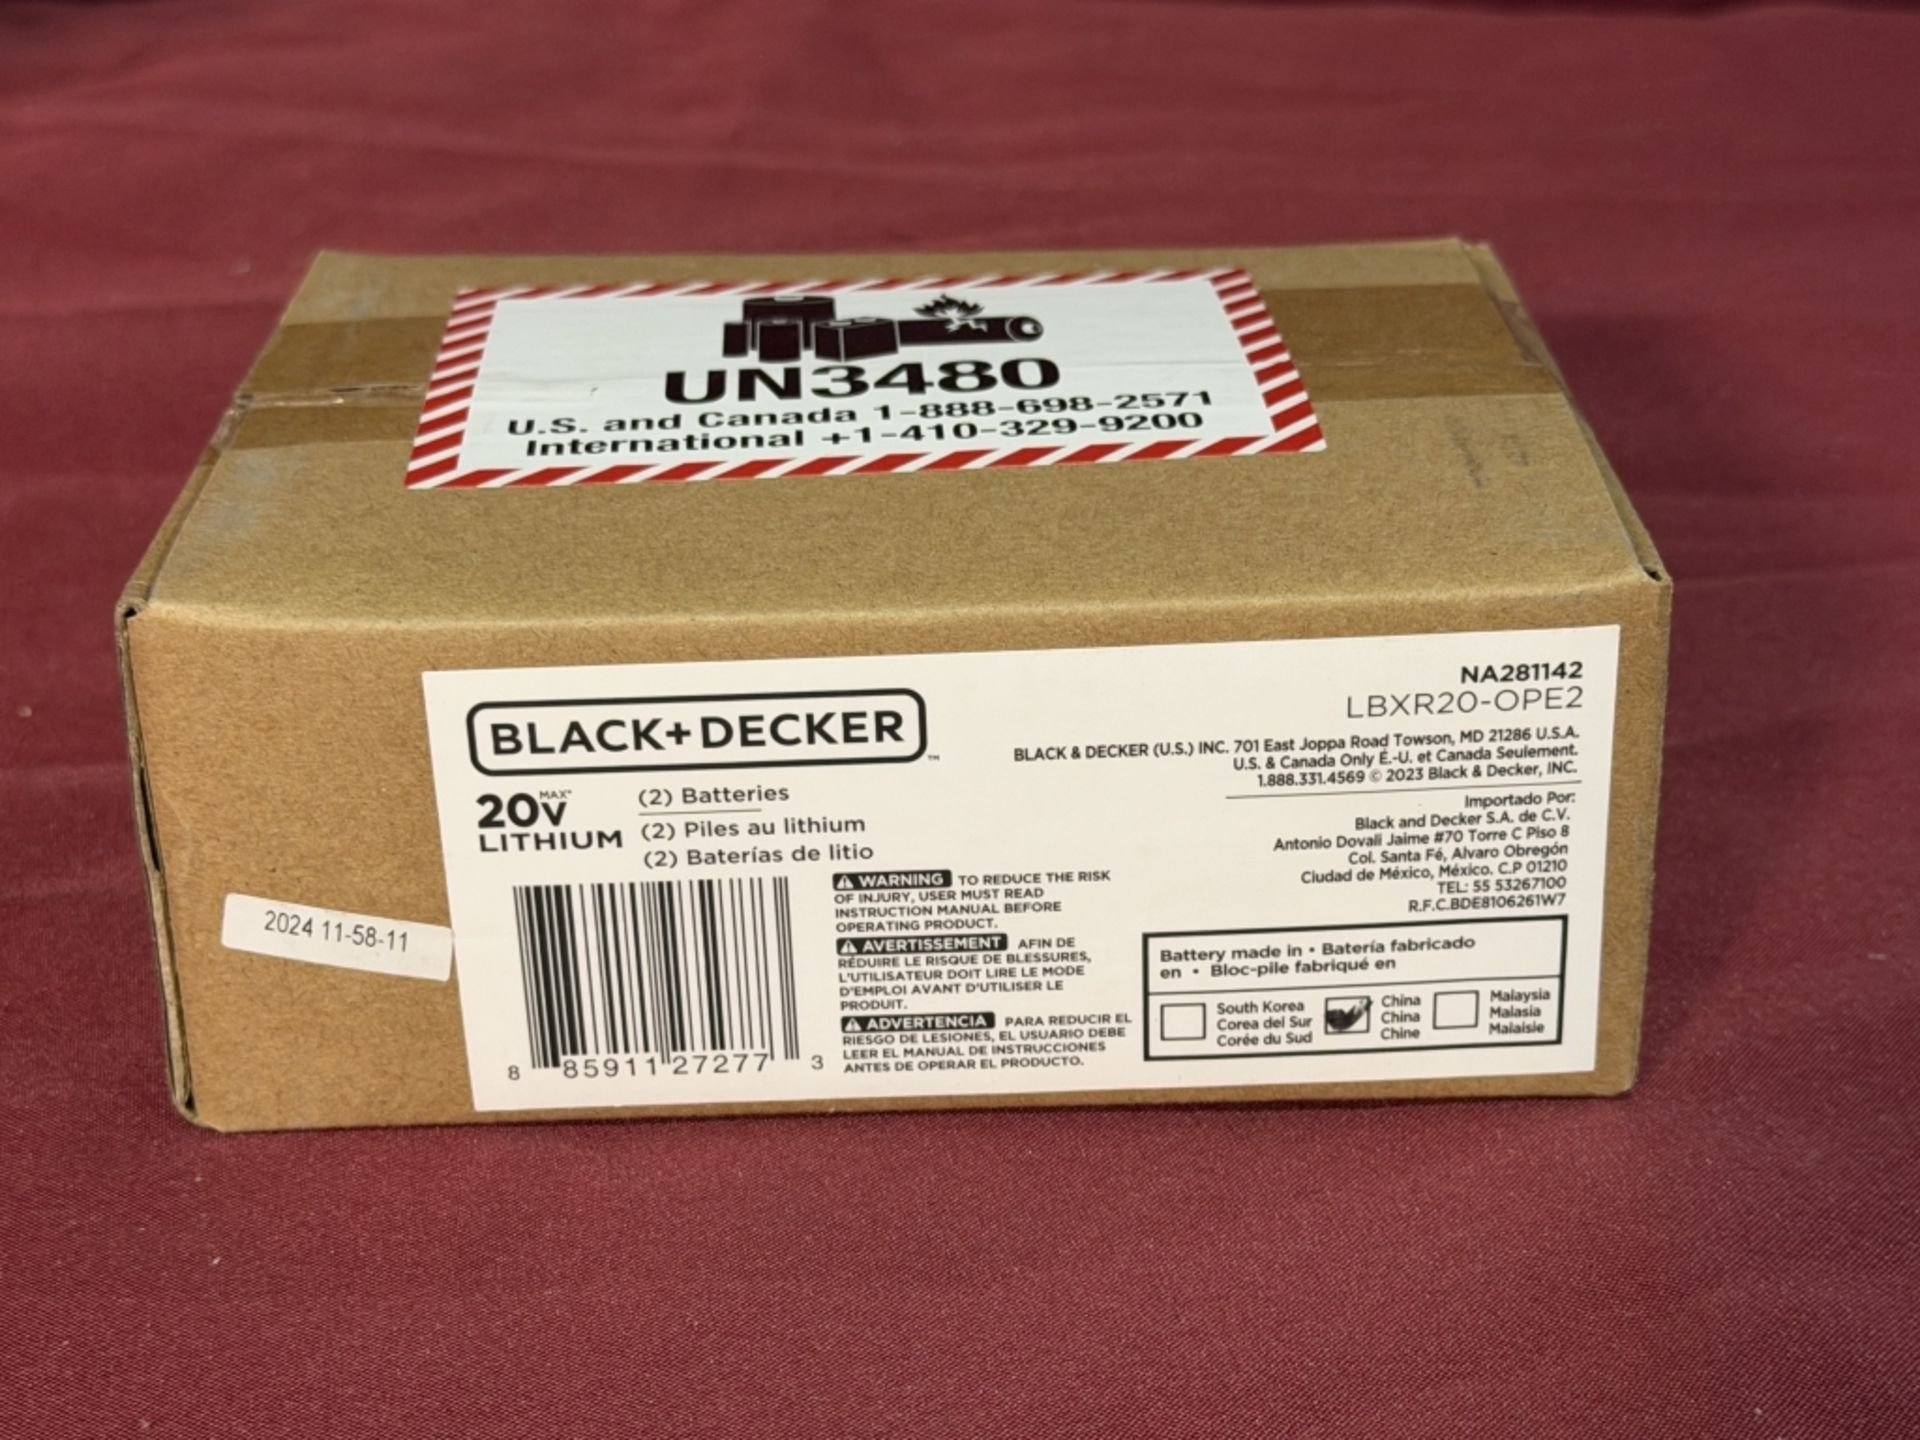 UN3480
U.S. and Canada 1-888-698-2571
International +1-410-329-9200
BLACK+DECKER™
20V MAX*
LITHIUM
(2) Batteries
(2) Piles au lithium
(2) Baterías de litio
NA281142
LBXR20-OPE2
BLACK & DECKER (U.S.) INC. 701 East Joppa Road Towson, MD 21286 U.S.A.
U.S. & Canada Only É.-U. et Canada Seulement.
1.888.331.4569 © 2023 Black & Decker, INC.
Importado Por:
Black and Decker S.A. de C.V.
Antonio Dovali Jaime #70 Torre C Piso 8
Col. Santa Fé, Alvaro Obregón
Ciudad de México, México. C.P 01210
TEL: 55 53267100
R.F.C.BDE8106261W7
2024 11-58-11
8 85911 27277 3
WARNING TO REDUCE THE RISK
OF INJURY, USER MUST READ
INSTRUCTION MANUAL BEFORE
OPERATING PRODUCT.
AVERTISSEMENT AFIN DE
RÉDUIRE LE RISQUE DE BLESSURES,
L'UTILISATEUR DOIT LIRE LE MODE
D'EMPLOI AVANT D'UTILISER LE
PRODUIT.
ADVERTENCIA PARA REDUCIR EL
RIESGO DE LESIONES, EL USUARIO DEBE
LEER EL MANUAL DE INSTRUCCIONES
ANTES DE OPERAR EL PRODUCTO.
Battery made in • Batería fabricado
en • Bloc-pile fabriqué en
South Korea
Corea del Sur
Corée du Sud
China
China
Chine
Malaysia
Malasia
Malaisie